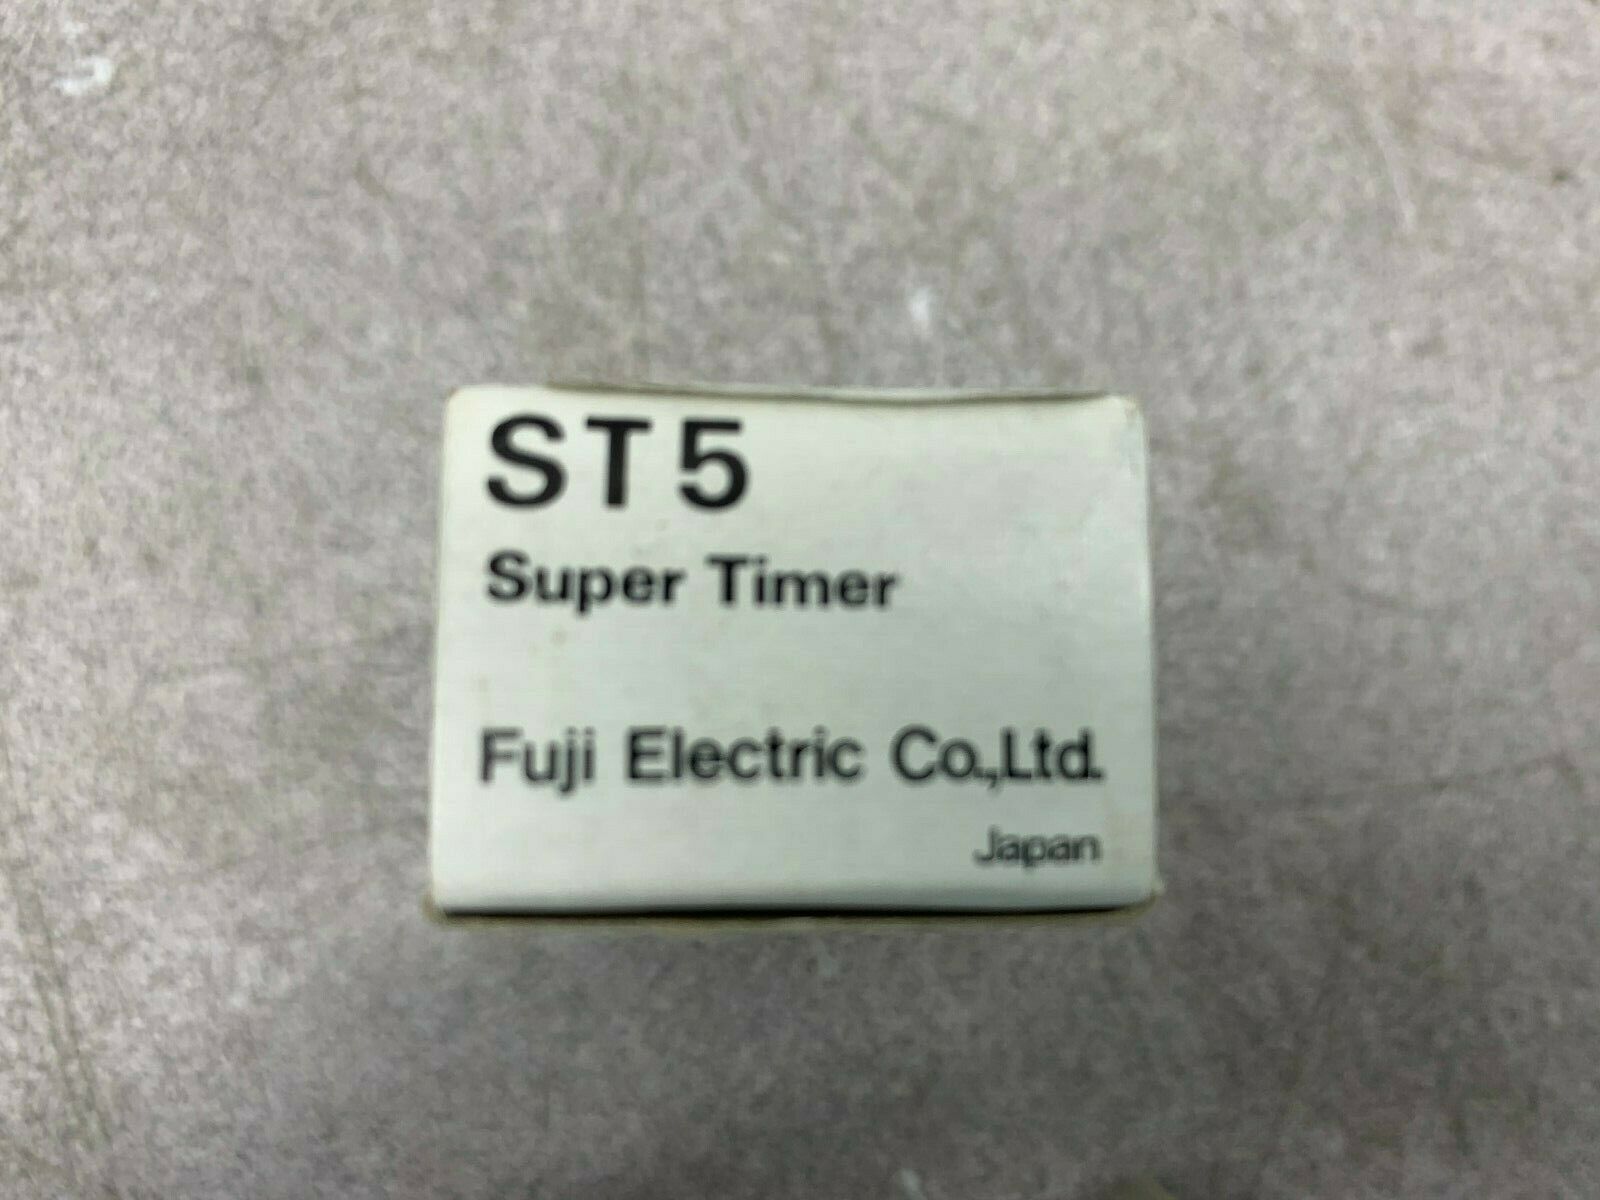 ST5
Super Timer
Fuji Electric Co.,Ltd.
Japan